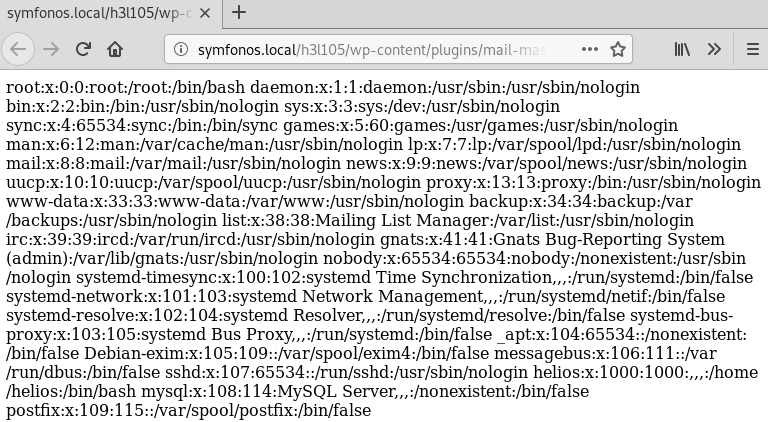 symfonos.local/h3l105/wp-c
symfonos.local/h3l105/wp-content/plugins/mail-mas
root:x:0:0:root:/root:/bin/bash daemon:x:1:1:daemon:/usr/sbin:/usr/sbin/nologin
bin:x:2:2:bin:/bin:/usr/sbin/nologin sys:x:3:3:sys:/dev:/usr/sbin/nologin
sync:x:4:65534:sync:/bin:/bin/sync games:x:5:60:games:/usr/games:/usr/sbin/nologin
man:x:6:12:man:/var/cache/man:/usr/sbin/nologin lp:x:7:7:lp:/var/spool/lpd:/usr/sbin/nologin
mail:x:8:8:mail:/var/mail:/usr/sbin/nologin news:x:9:9:news:/var/spool/news:/usr/sbin/nologin
uucp:x:10:10:uucp:/var/spool/uucp:/usr/sbin/nologin proxy:x:13:13:proxy:/bin:/usr/sbin/nologin
www-data:x:33:33:www-data:/var/www:/usr/sbin/nologin backup:x:34:34:backup:/var
/backups:/usr/sbin/nologin list:x:38:38:Mailing List Manager:/var/list:/usr/sbin/nologin
irc:x:39:39:ircd:/var/run/ircd:/usr/sbin/nologin gnats:x:41:41:Gnats Bug-Reporting System
(admin):/var/lib/gnats:/usr/sbin/nologin nobody:x:65534:65534:nobody:/nonexistent:/usr/sbin
/nologin systemd-timesync:x:100:102:systemd Time Synchronization,,,:/run/systemd:/bin/false
systemd-network:x:101:103:systemd Network Management,,,:/run/systemd/netif:/bin/false
systemd-resolve:x:102:104:systemd Resolver,,,:/run/systemd/resolve:/bin/false systemd-bus-
proxy:x:103:105:systemd Bus Proxy,,,:/run/systemd:/bin/false _apt:x:104:65534::/nonexistent:
/bin/false Debian-exim:x:105:109::/var/spool/exim4:/bin/false messagebus:x:106:111::/var
/run/dbus:/bin/false sshd:x:107:65534::/run/sshd:/usr/sbin/nologin helios:x:1000:1000:,,,:/home
/helios:/bin/bash mysql:x:108:114:MySQL Server,,,:/nonexistent:/bin/false
postfix:x:109:115::/var/spool/postfix:/bin/false